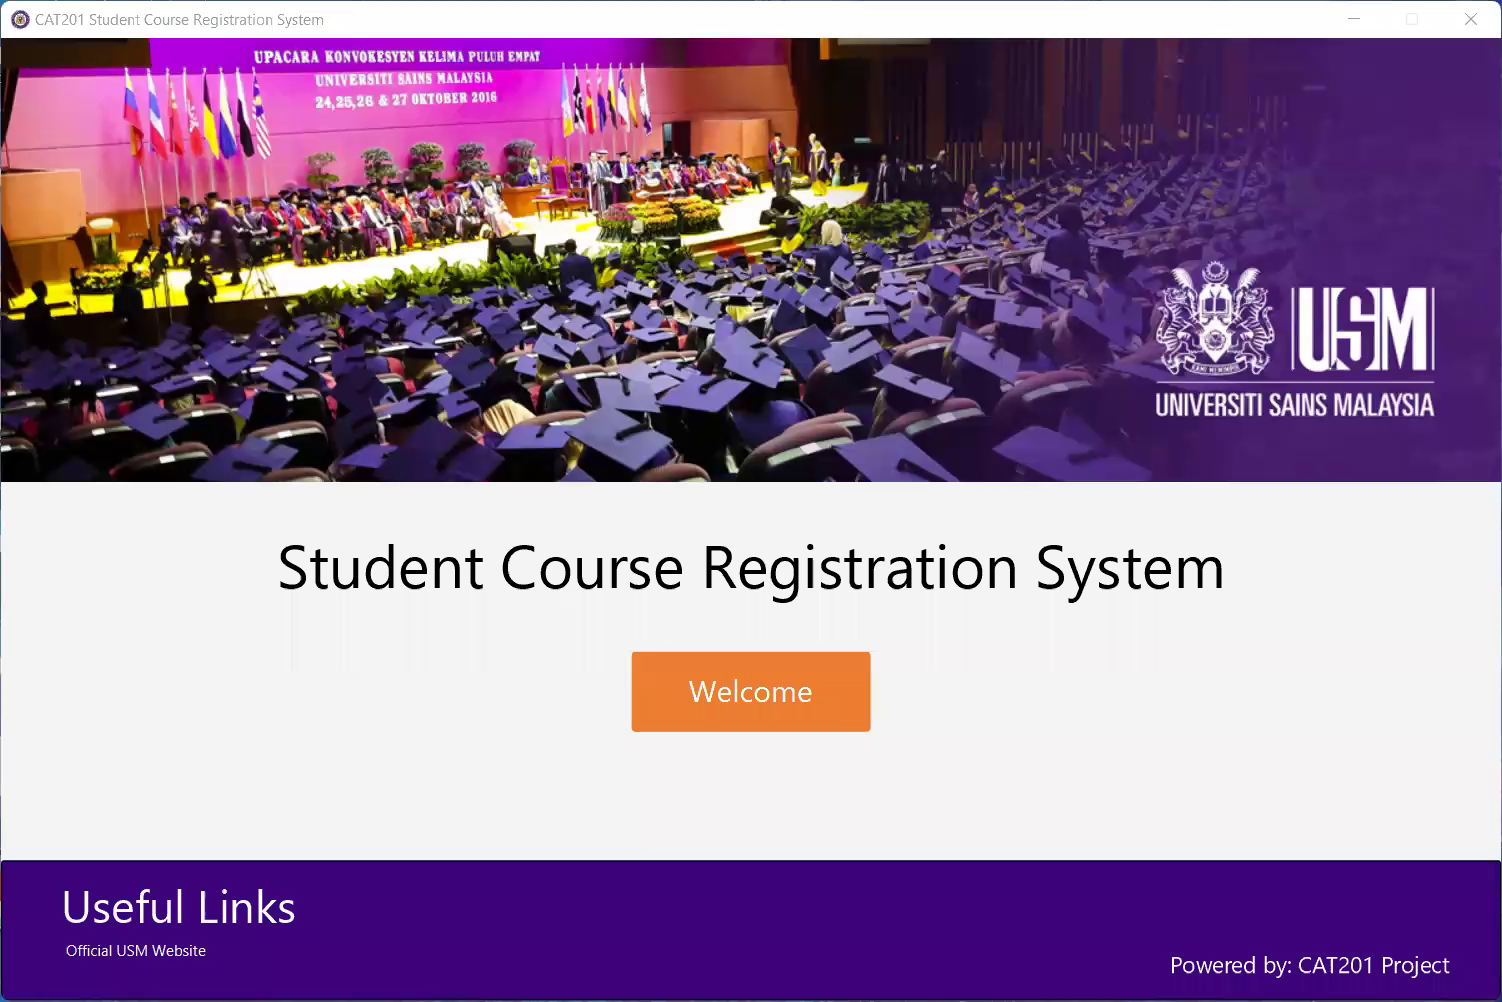 CAT201 Student Course Registration System
UPACARA KONVOKESYEN KELIMA PULUH EMPAT
UNIVERSITI SAINS MALAYSIA
24,25,26 & 27 OKTOBER 2016
USM
UNIVERSITI SAINS MALAYSIA
Student Course Registration System
Welcome
Useful Links
Official USM Website
Powered by: CAT201 Project